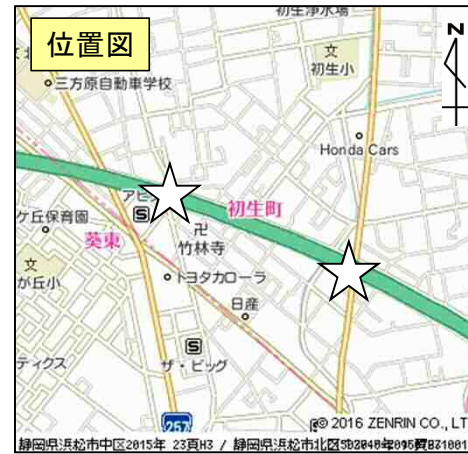 初生浄水場
位置図
N
文
初生小
三方原自動車学校
Honda Cars
アピタ
S
初生町
ケ丘保育園
卍
竹林寺
葵東
文
が丘小
トヨタカローラ
日産
S
ティクス
ザ・ビッグ
257
© 2016 ZENRIN CO., LT
静岡県浜松市中区2015年 23頁H3 / 静岡県浜松市北区